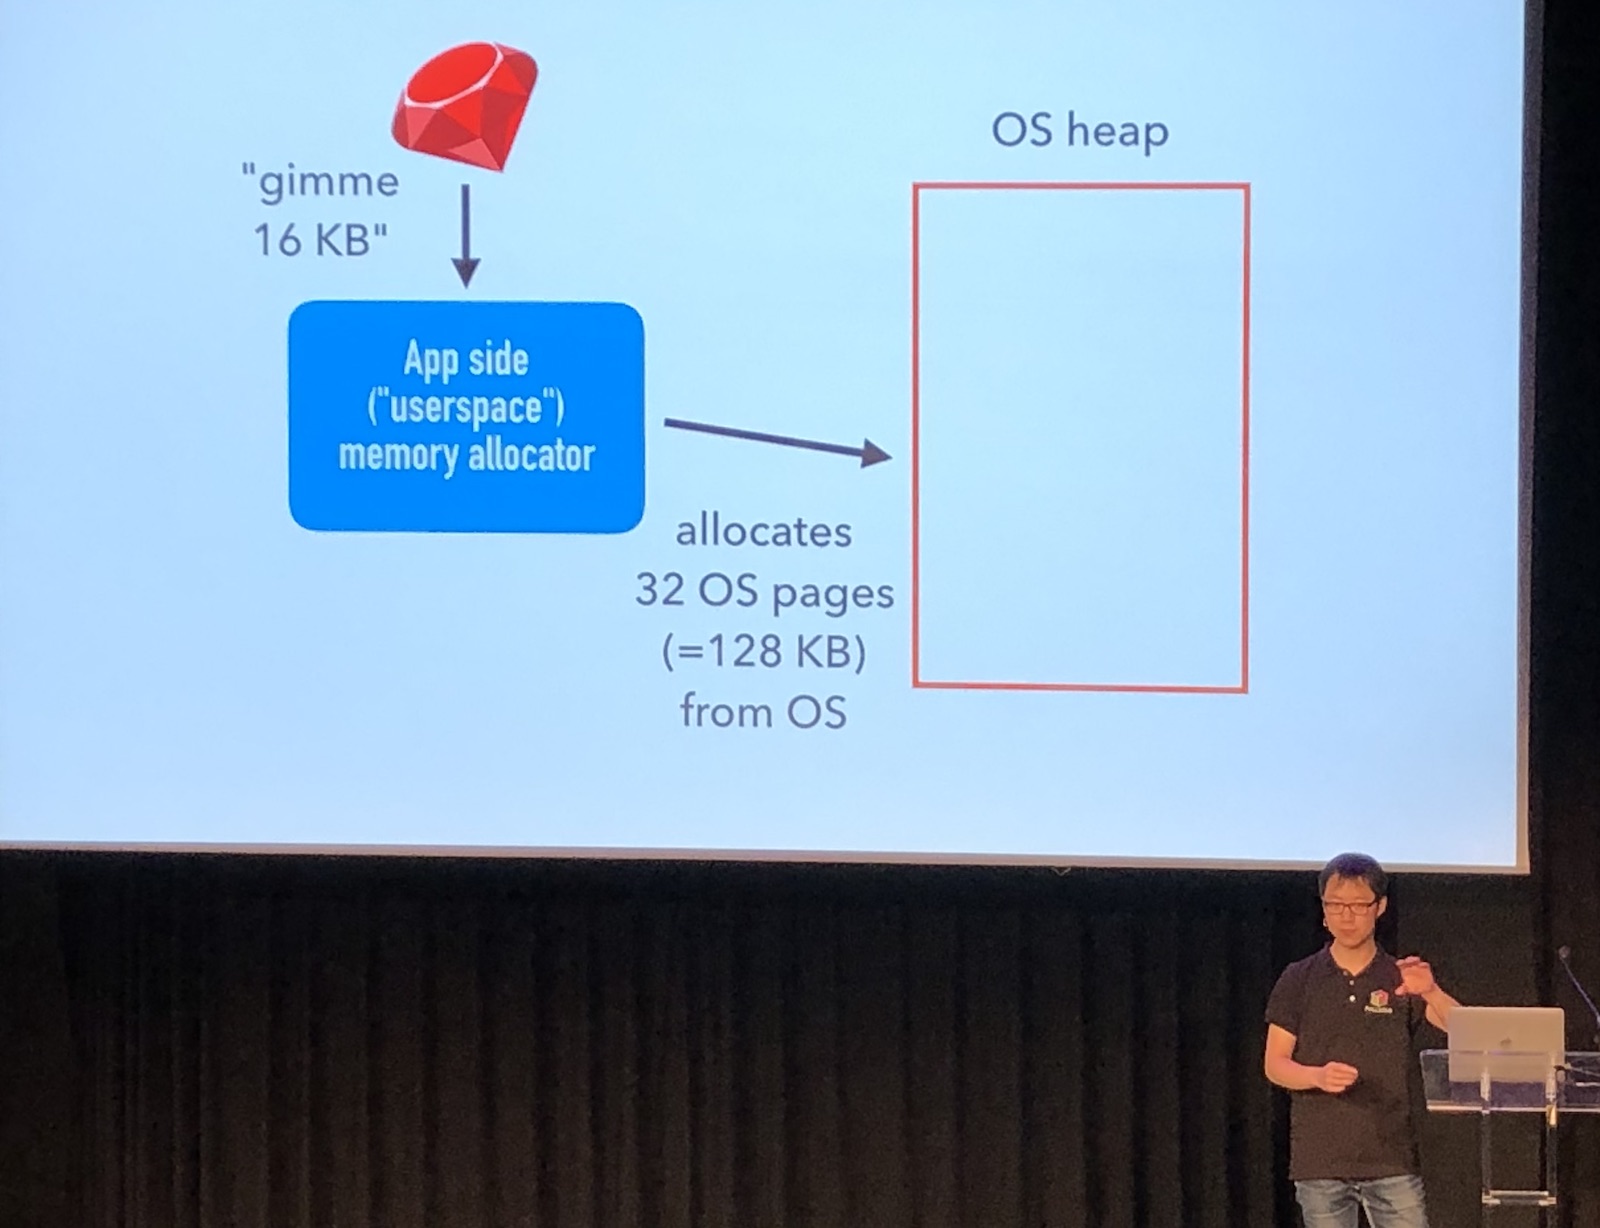 "gimme
16 KB"
OS heap
App side
("userspace")
memory allocator
allocates
32 OS pages
(=128 KB)
from OS